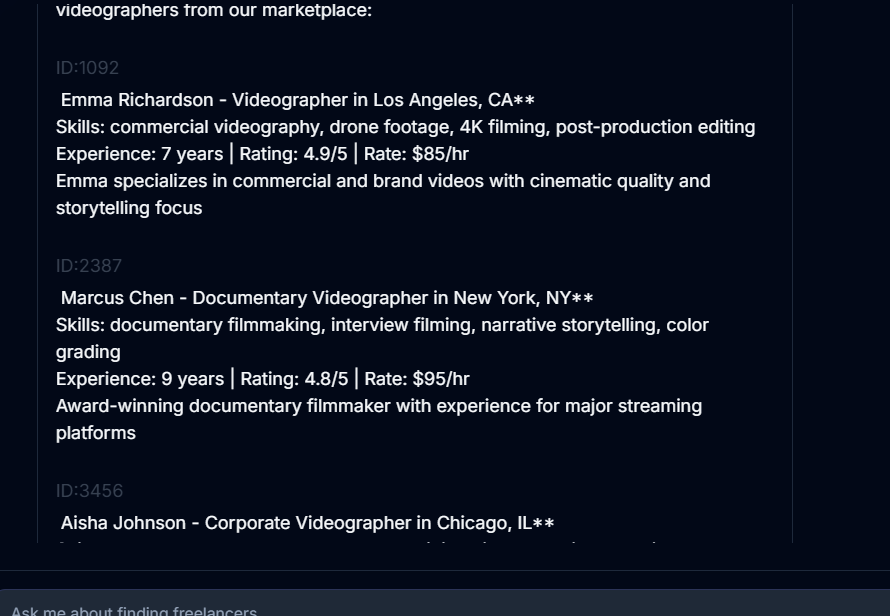 videographers from our marketplace:
ID:1092
Emma Richardson - Videographer in Los Angeles, CA**
Skills: commercial videography, drone footage, 4K filming, post-production editing
Experience: 7 years | Rating: 4.9/5 | Rate: $85/hr
Emma specializes in commercial and brand videos with cinematic quality and
storytelling focus
ID:2387
Marcus Chen - Documentary Videographer in New York, NY**
Skills: documentary filmmaking, interview filming, narrative storytelling, color
grading
Experience: 9 years | Rating: 4.8/5 | Rate: $95/hr
Award-winning documentary filmmaker with experience for major streaming
platforms
ID:3456
Aisha Johnson - Corporate Videographer in Chicago, IL**
Ask me about finding freelancers